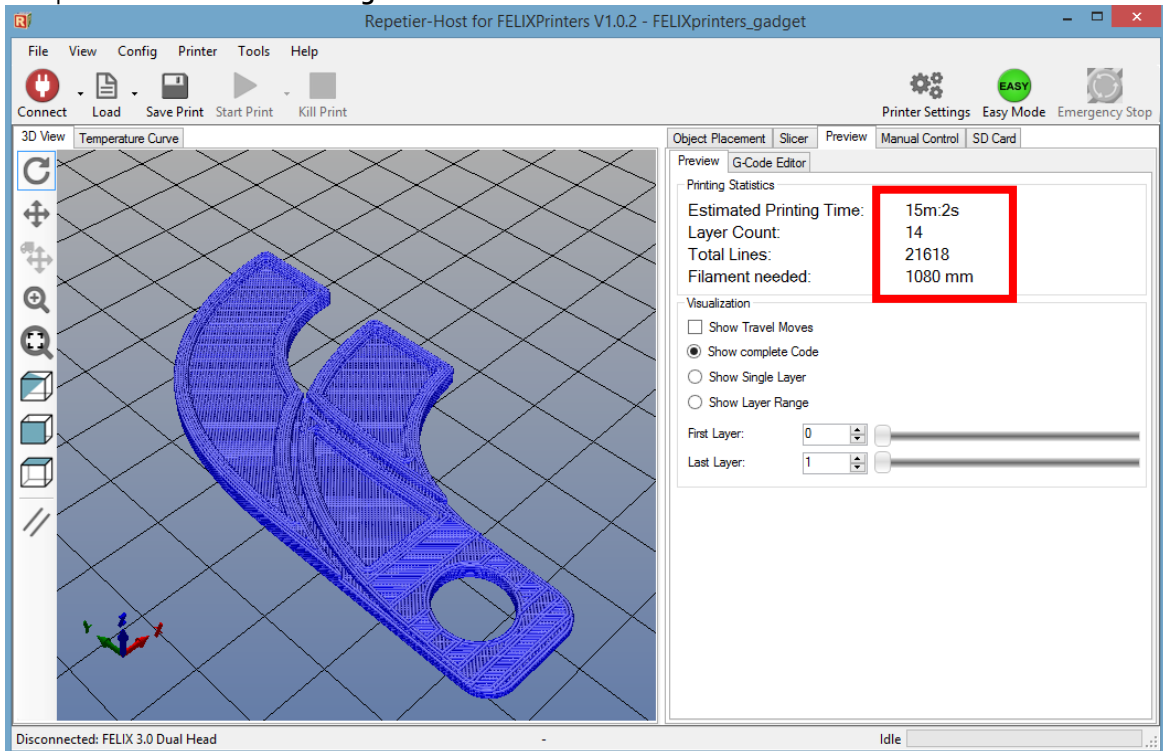 Repetier-Host for FELIXPrinters V1.0.2 - FELIXprinters_gadget
File View Config Printer Tools Help
Connect Load Save Print Start Print Kill Print Printer Settings Easy Mode Emergency Stop
EASY
3D View Temperature Curve
Object Placement Slicer Preview Manual Control SD Card
Preview G-Code Editor
Printing Statistics
Estimated Printing Time: 15m:2s
Layer Count: 14
Total Lines: 21618
Filament needed: 1080 mm
Visualization
Show Travel Moves
Show complete Code
Show Single Layer
Show Layer Range
First Layer: 0
Last Layer: 1
Disconnected: FELIX 3.0 Dual Head - Idle